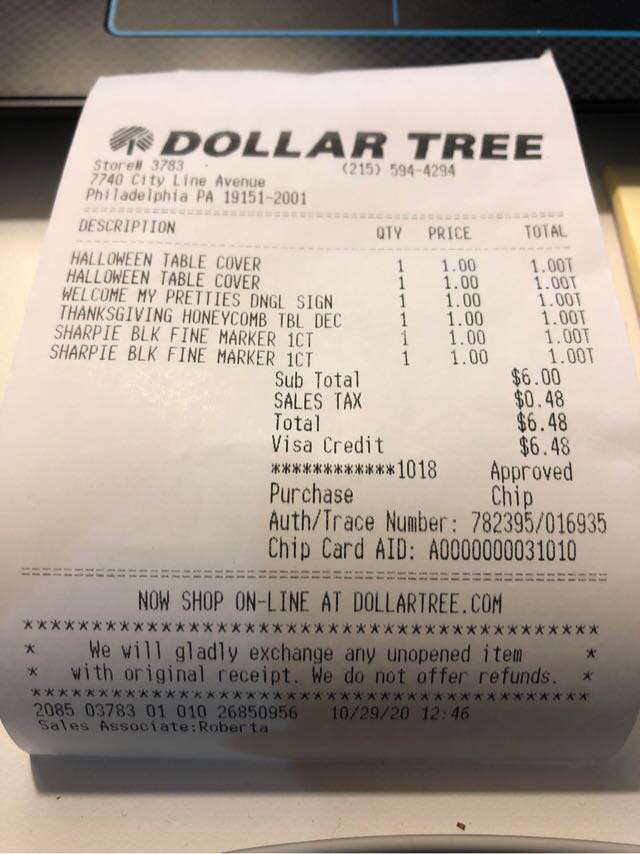 DOLLAR TREE
Store# 3783 (215) 594-4294
7740 City Line Avenue
Philadelphia PA 19151-2001
DESCRIPTION QTY PRICE TOTAL
HALLOWEEN TABLE COVER 1 1.00 1.00T
HALLOWEEN TABLE COVER 1 1.00 1.00T
WELCOME MY PRETTIES DNGL SIGN 1 1.00 1.00T
THANKSGIVING HONEYCOMB TBL DEC 1 1.00 1.00T
SHARPIE BLK FINE MARKER 1CT 1 1.00 1.00T
SHARPIE BLK FINE MARKER 1CT 1 1.00 1.00T
Sub Total $6.00
SALES TAX $0.48
Total $6.48
Visa Credit $6.48
************1018 Approved
Purchase Chip
Auth/Trace Number: 782395/016935
Chip Card AID: A0000000031010
NOW SHOP ON-LINE AT DOLLARTREE.COM
* We will gladly exchange any unopened item *
* with original receipt. We do not offer refunds. *
2085 03783 01 010 26850956 10/29/20 12:46
Sales Associate:Roberta